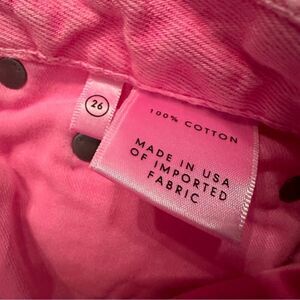 26
100% COTTON
MADE IN USA
OF IMPORTED
FABRIC